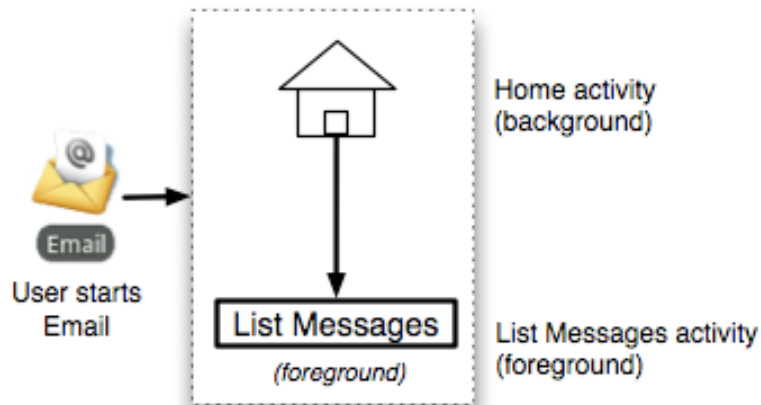 Home activity
(background)
@
Email
User starts
Email
List Messages
(foreground)
List Messages activity
(foreground)